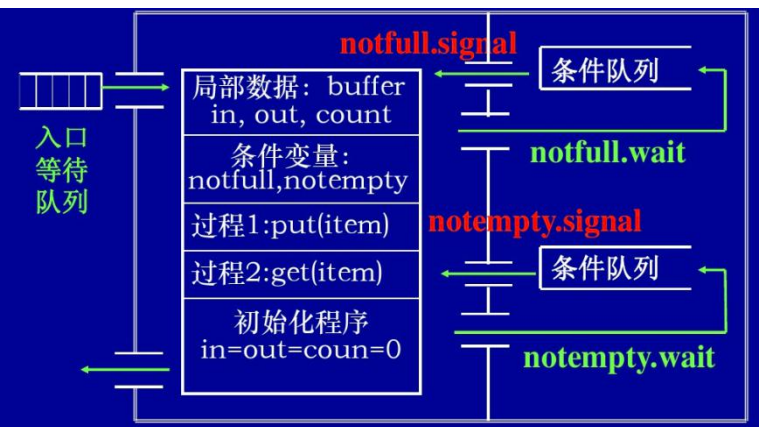 notfull.signal
条件队列
notfull.wait
入口
等待
队列
局部数据：buffer
in, out, count
条件变量：
notfull,notempty
过程1:put(item)
过程2:get(item)
初始化程序
in=out=coun=0
notempty.signal
条件队列
notempty.wait